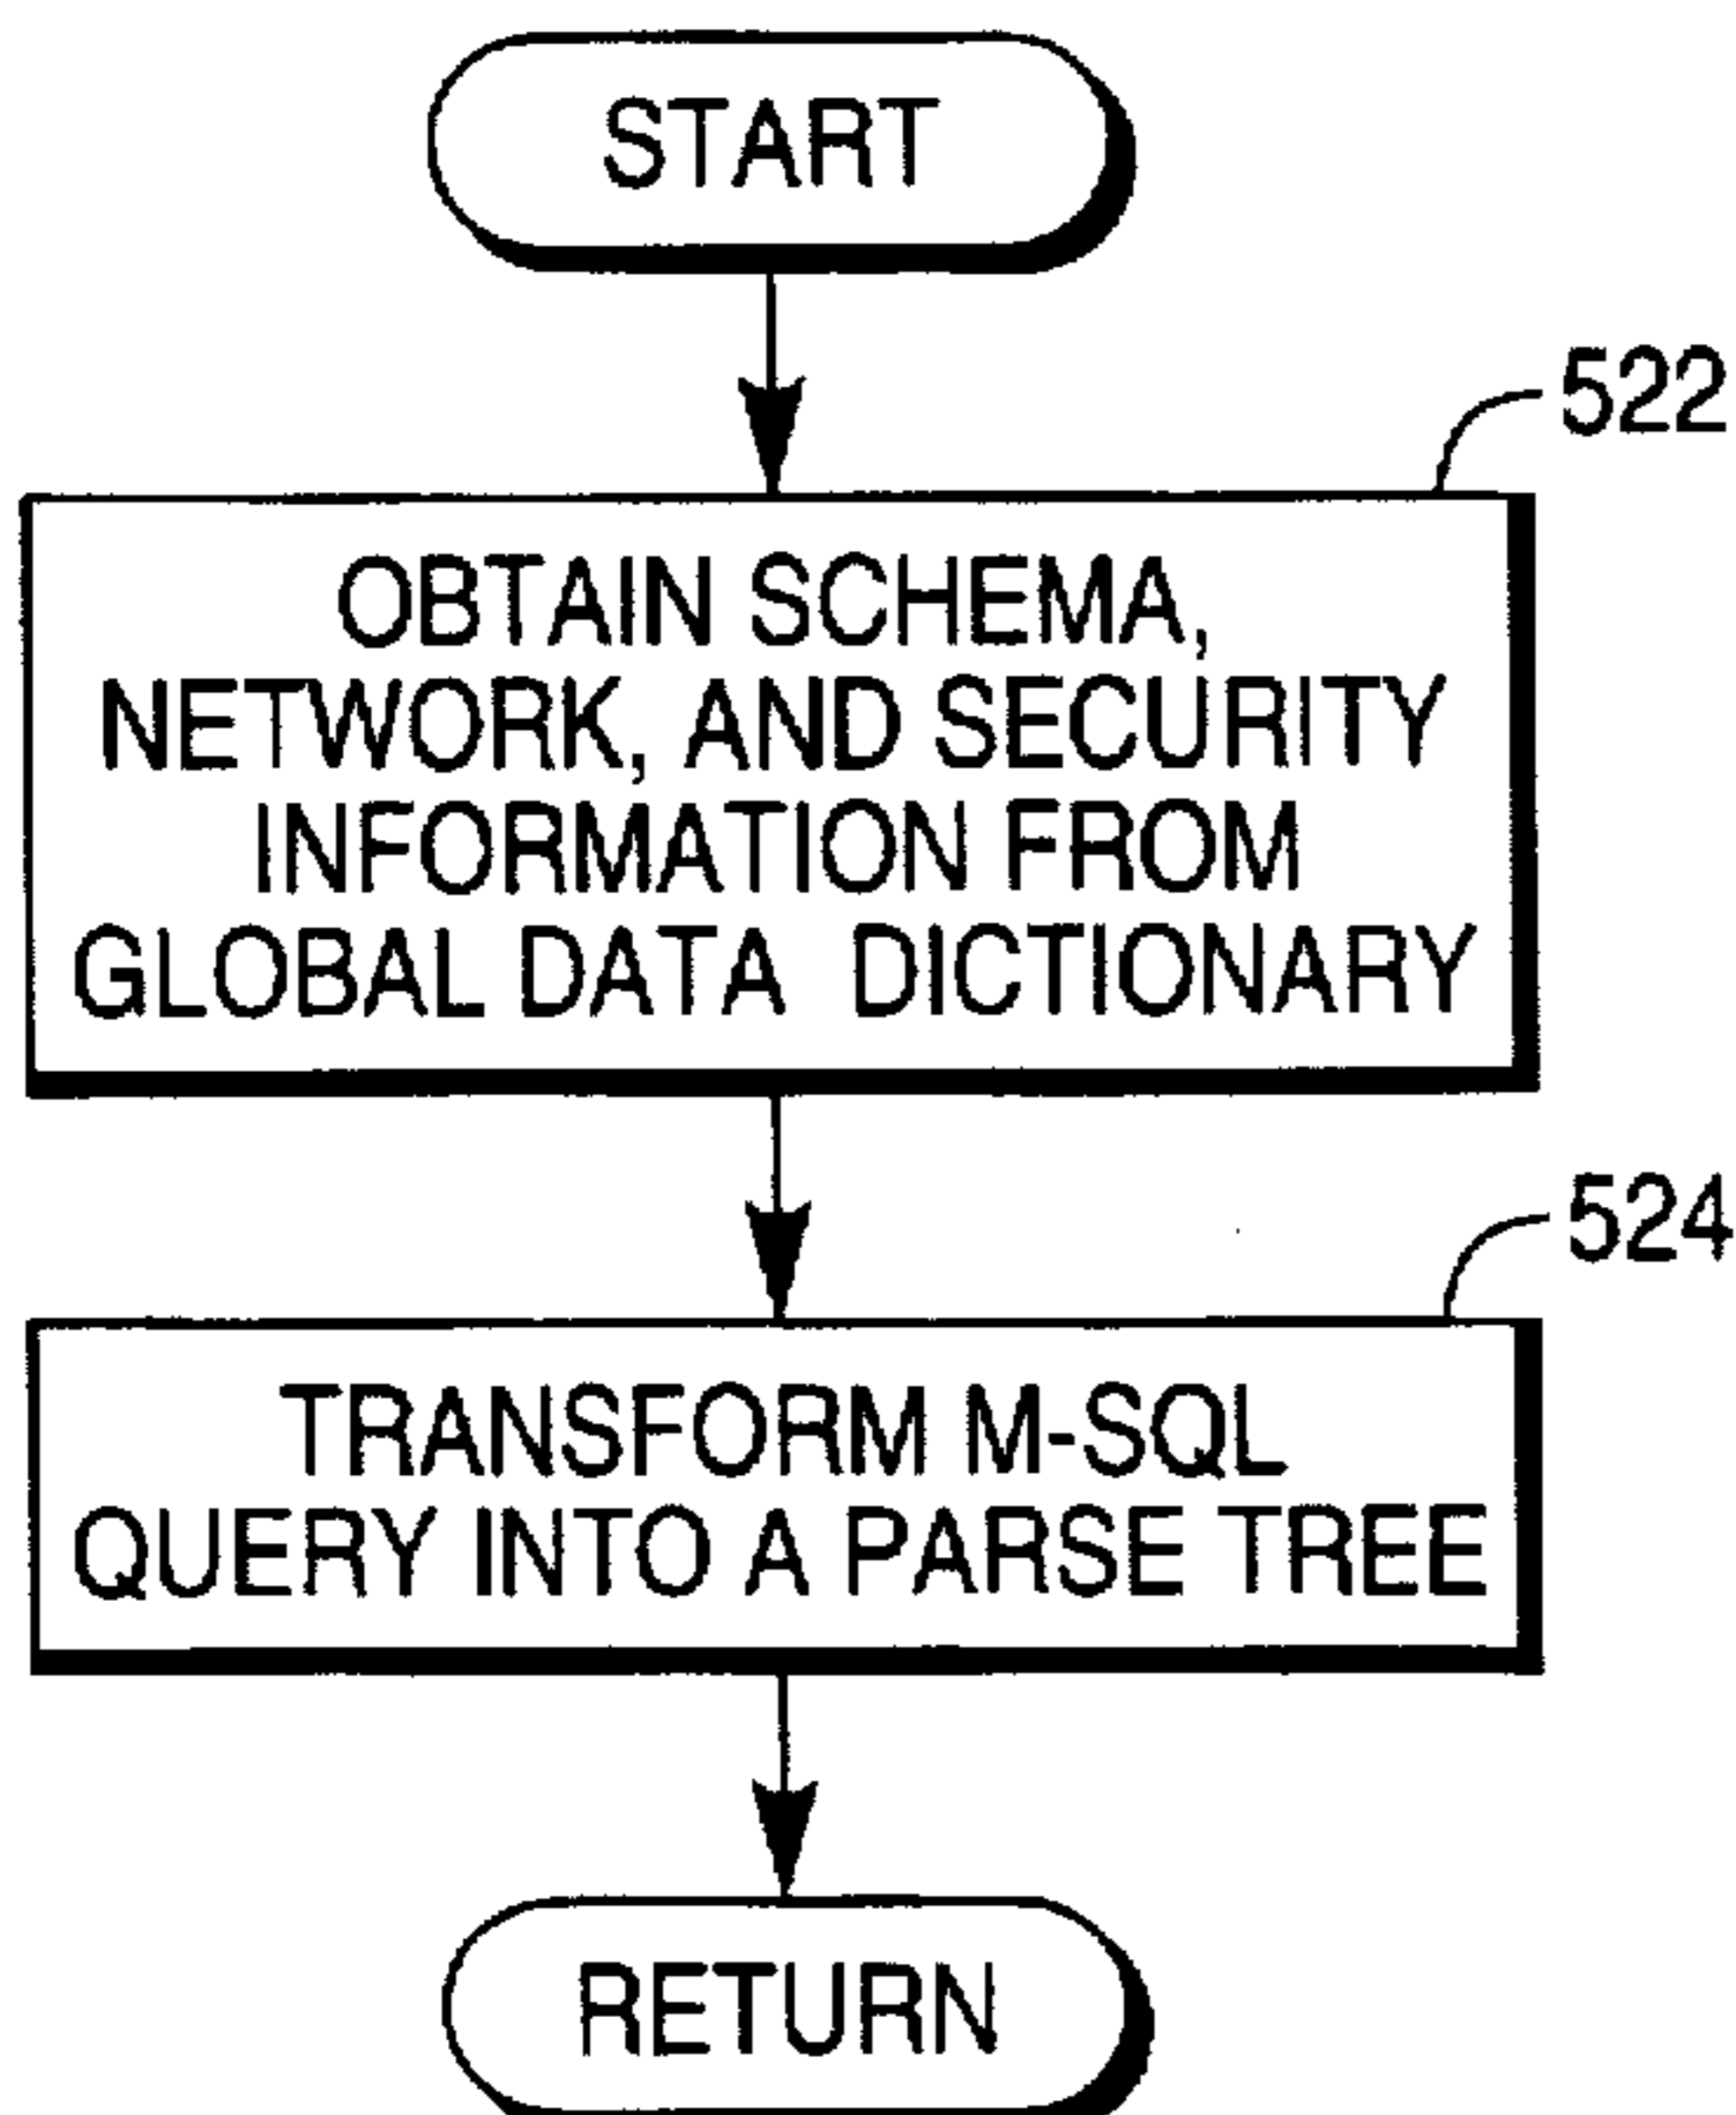 START
522
OBTAIN SCHEMA,
NETWORK, AND SECURITY
INFORMATION FROM
GLOBAL DATA DICTIONARY
524
TRANSFORM M-SQL
QUERY INTO A PARSE TREE
RETURN